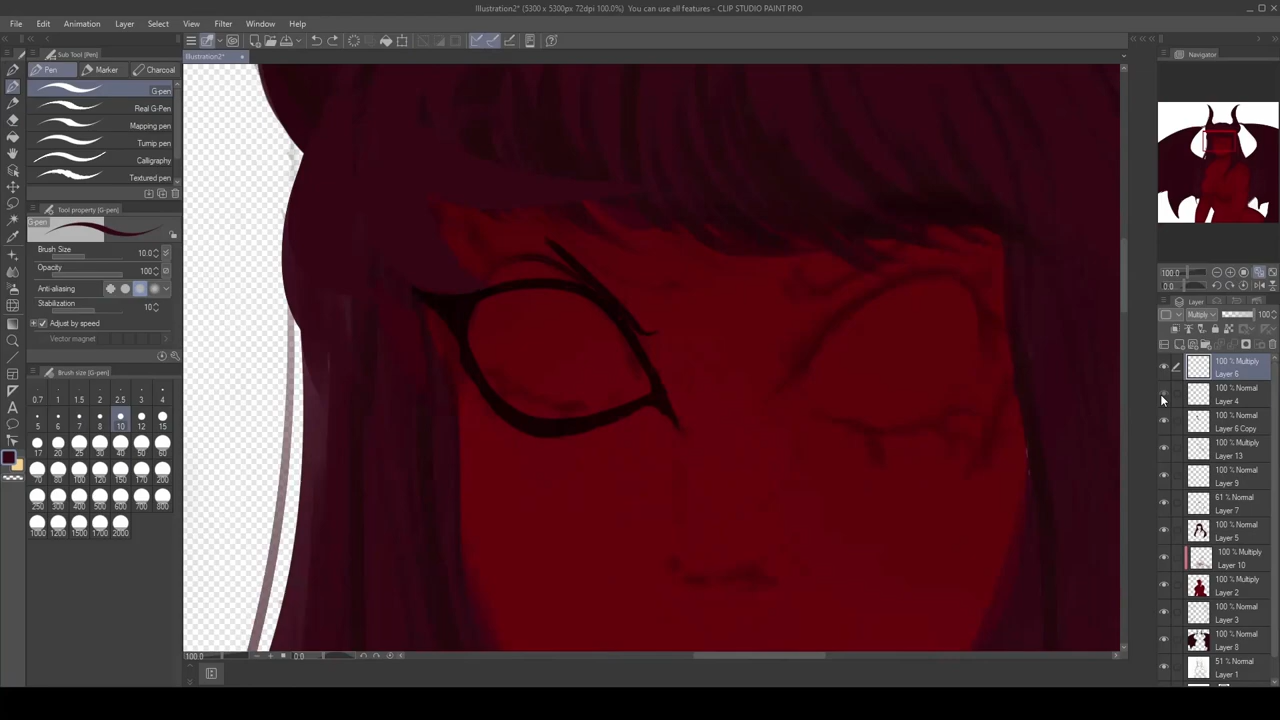 Illustration2* (5300 x 5300px 72dpi 100.0%)  You can use all features - CLIP STUDIO PAINT PRO
File Edit Animation Layer Select View Filter Window Help
Illustration2*
Sub Tool [Pen]
Pen Marker Charcoal
G-pen
Real G-Pen
Mapping pen
Turnip pen
Calligraphy
Textured pen
Tool property [G-pen]
G-pen
Brush Size 10.0
Opacity 100
Anti-aliasing
Stabilization 10
Adjust by speed
Vector magnet
Brush size [G-pen]
0.7 1 1.5 2 2.5 3 4
5 6 7 8 10 12 15
17 20 25 30 40 50 60
70 80 100 120 150 170 200
250 300 400 500 600 700 800
1000 1200 1500 1700 2000
100.0 0.0
Navigator
100.0
0.0
Layer
Multiply 100
100 % Multiply
Layer 6
100 % Normal
Layer 4
100 % Normal
Layer 6 Copy
100 % Multiply
Layer 13
100 % Normal
Layer 9
61 % Normal
Layer 7
100 % Normal
Layer 5
100 % Multiply
Layer 10
100 % Multiply
Layer 2
100 % Normal
Layer 3
100 % Normal
Layer 8
51 % Normal
Layer 1